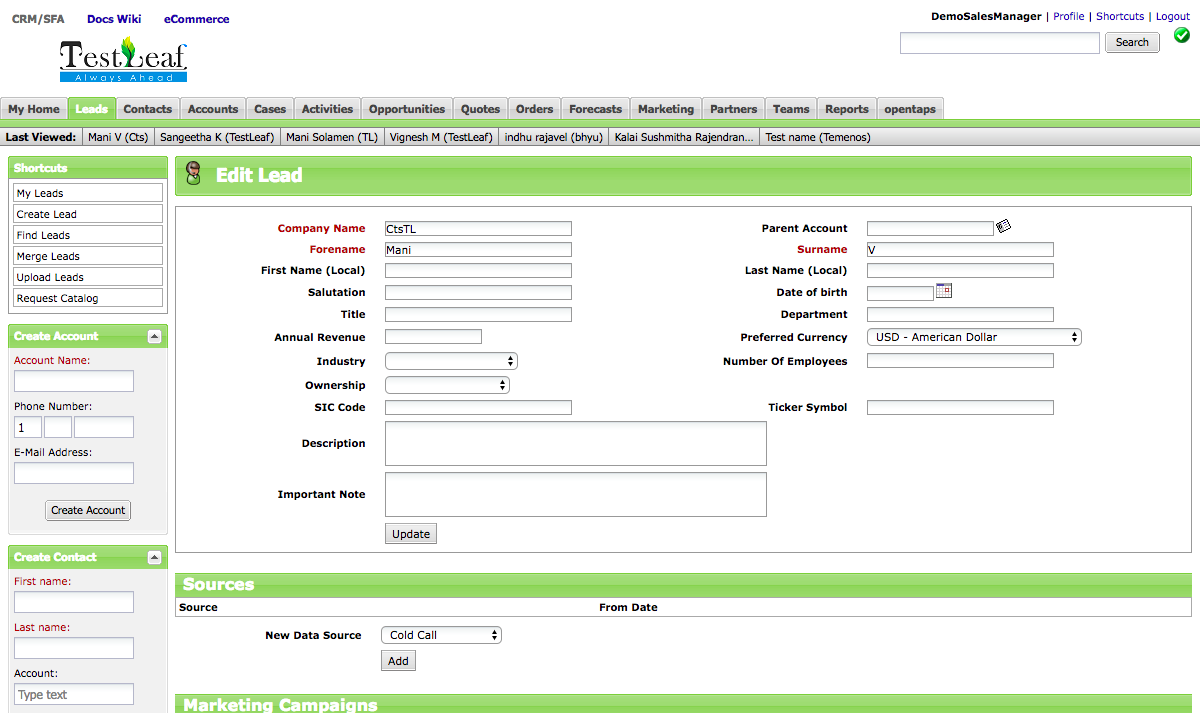 CRM/SFA Docs Wiki eCommerce
DemoSalesManager | Profile | Shortcuts | Logout
TestLeaf
Always Ahead
Search
My Home Leads Contacts Accounts Cases Activities Opportunities Quotes Orders Forecasts Marketing Partners Teams Reports opentaps
Last Viewed: Mani V (Cts) Sangeetha K (TestLeaf) Mani Solamen (TL) Vignesh M (TestLeaf) indhu rajavel (bhyu) Kalai Sushmitha Rajendran... Test name (Temenos)
Shortcuts
My Leads
Create Lead
Find Leads
Merge Leads
Upload Leads
Request Catalog
Create Account
Account Name:
Phone Number:
1
E-Mail Address:
Create Account
Create Contact
First name:
Last name:
Account:
Type text
Edit Lead
Company Name CtsTL Parent Account
Forename Mani Surname V
First Name (Local) Last Name (Local)
Salutation Date of birth
Title Department
Annual Revenue Preferred Currency USD - American Dollar
Industry Number Of Employees
Ownership
SIC Code Ticker Symbol
Description
Important Note
Update
Sources
Source From Date
New Data Source Cold Call
Add
Marketing Campaigns